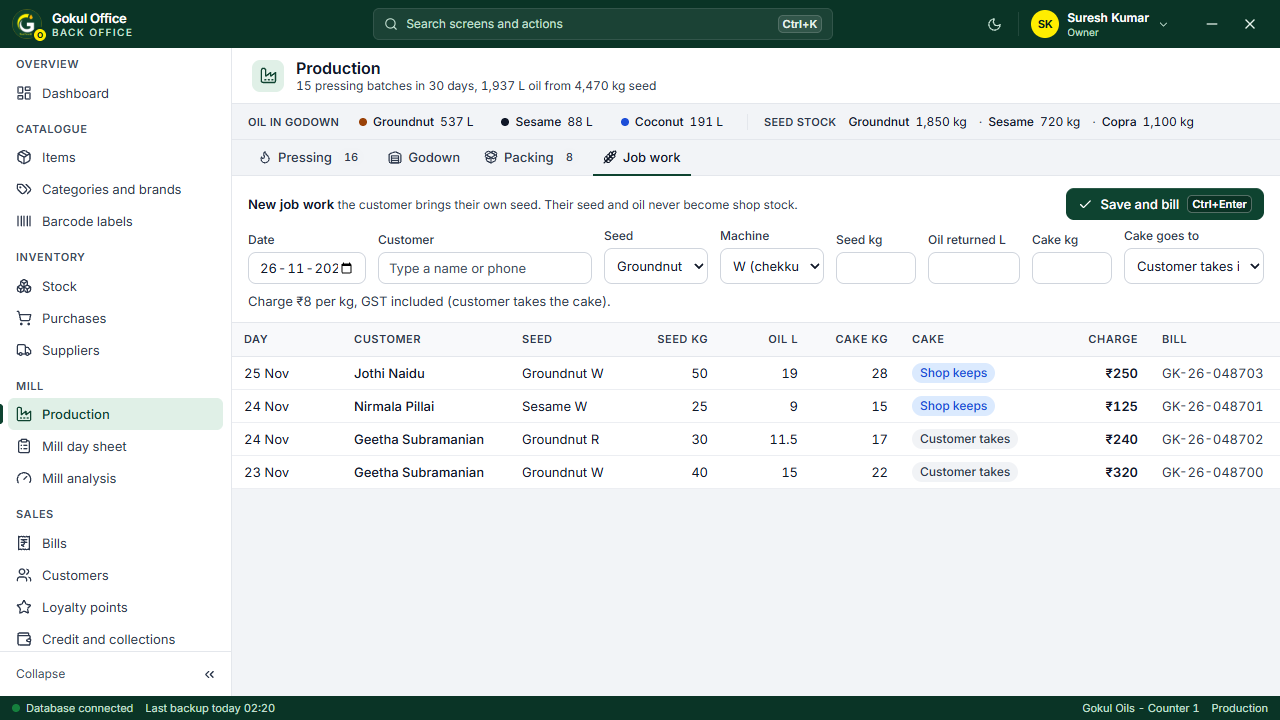 Gokul Office
BACK OFFICE
Search screens and actions
Ctrl+K
SK
Suresh Kumar
Owner
OVERVIEW
Dashboard
CATALOGUE
Items
Categories and brands
Barcode labels
INVENTORY
Stock
Purchases
Suppliers
MILL
Production
Mill day sheet
Mill analysis
SALES
Bills
Customers
Loyalty points
Credit and collections
Collapse
Production
15 pressing batches in 30 days, 1,937 L oil from 4,470 kg seed
OIL IN GODOWN Groundnut 537 L Sesame 88 L Coconut 191 L SEED STOCK Groundnut 1,850 kg · Sesame 720 kg · Copra 1,100 kg
Pressing 16 Godown Packing 8 Job work
New job work the customer brings their own seed. Their seed and oil never become shop stock.
Save and bill Ctrl+Enter
Date Customer Seed Machine Seed kg Oil returned L Cake kg Cake goes to
26-11-202 Type a name or phone Groundnut W (chekku Customer takes i
Charge ₹8 per kg, GST included (customer takes the cake).
DAY CUSTOMER SEED SEED KG OIL L CAKE KG CAKE CHARGE BILL
25 Nov Jothi Naidu Groundnut W 50 19 28 Shop keeps ₹250 GK-26-048703
24 Nov Nirmala Pillai Sesame W 25 9 15 Shop keeps ₹125 GK-26-048701
24 Nov Geetha Subramanian Groundnut R 30 11.5 17 Customer takes ₹240 GK-26-048702
23 Nov Geetha Subramanian Groundnut W 40 15 22 Customer takes ₹320 GK-26-048700
Database connected Last backup today 02:20
Gokul Oils - Counter 1 Production